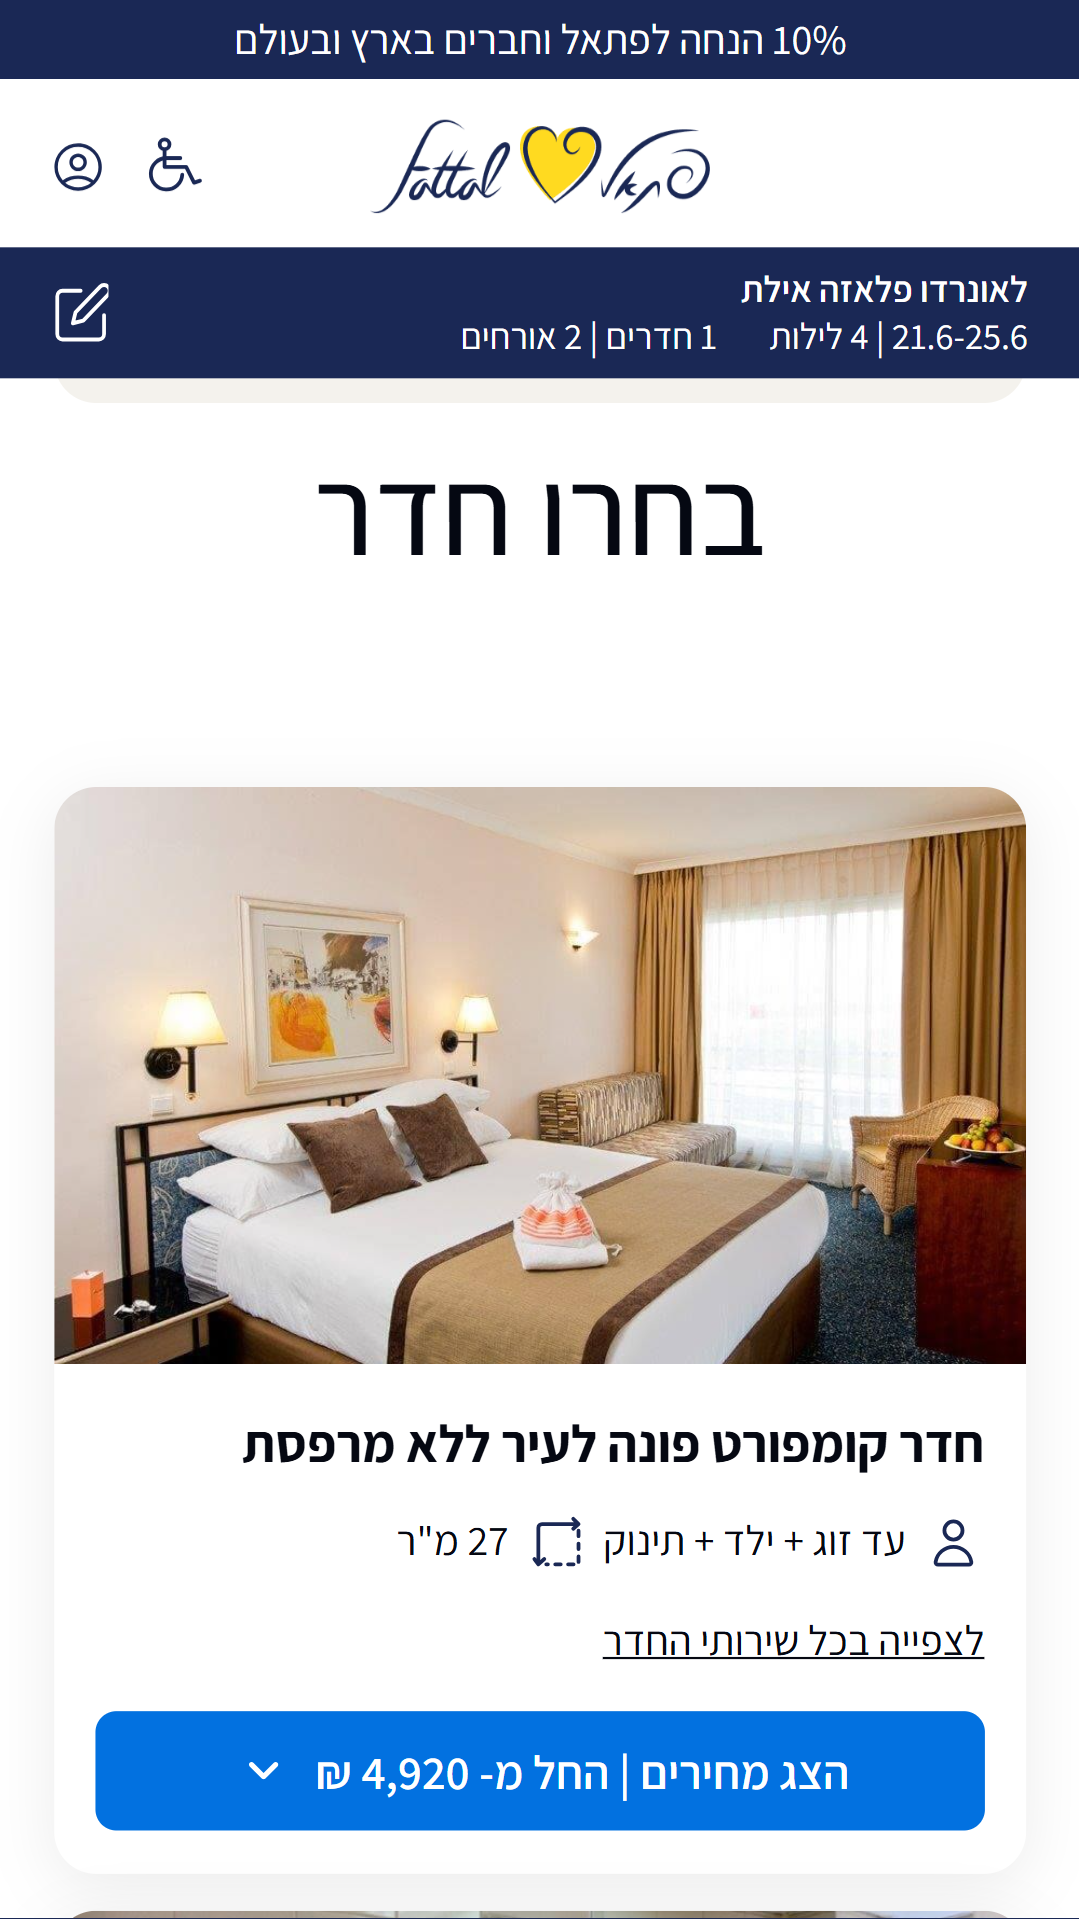 10% הנחה לפתאל וחברים בארץ ובעולם
פתאל Fattal
לאונרדו פלאזה אילת
21.6-25.6 | 4 לילות 1 חדרים | 2 אורחים
בחרו חדר
חדר קומפורט פונה לעיר ללא מרפסת
עד זוג + ילד + תינוק 27 מ"ר
לצפייה בכל שירותי החדר
הצג מחירים | החל מ- 4,920 ₪